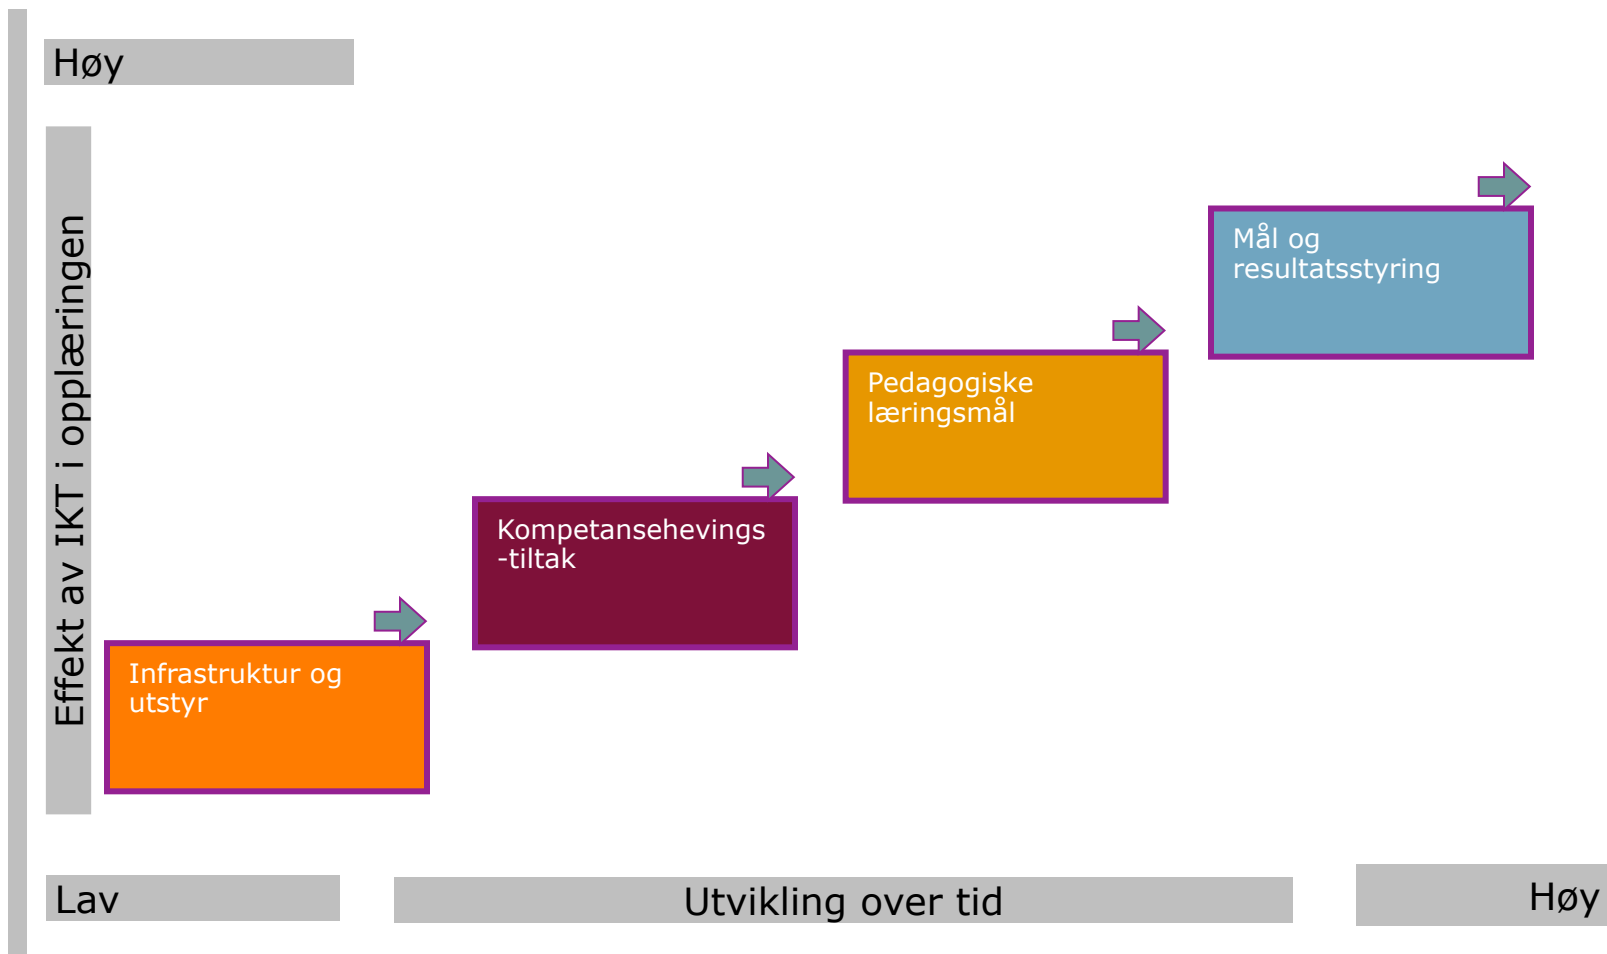 Høy
Effekt av IKT i opplæringen
Mål og
resultatsstyring
Pedagogiske
læringsmål
Kompetansehevings
-tiltak
Infrastruktur og
utstyr
Lav
Utvikling over tid
Høy